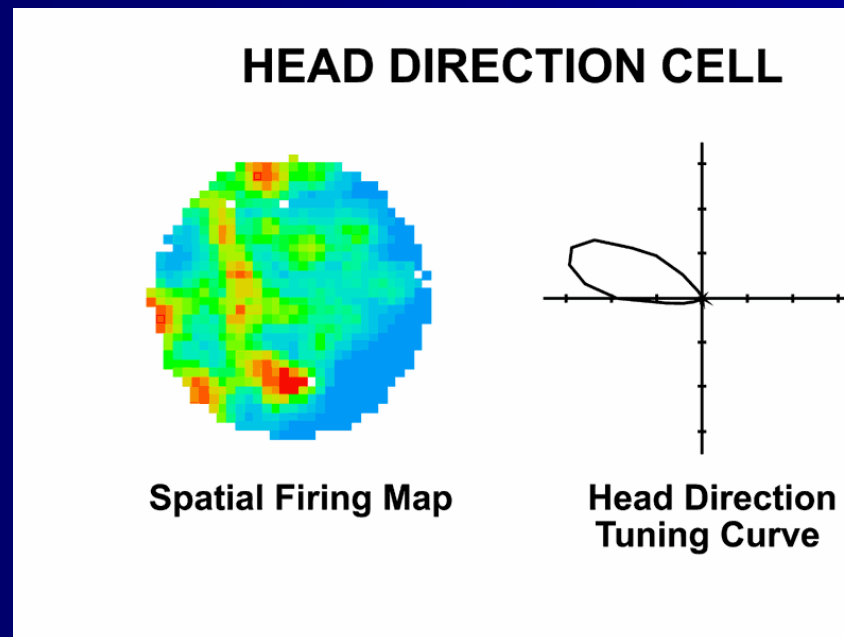 HEAD DIRECTION CELL
Spatial Firing Map
Head Direction
Tuning Curve